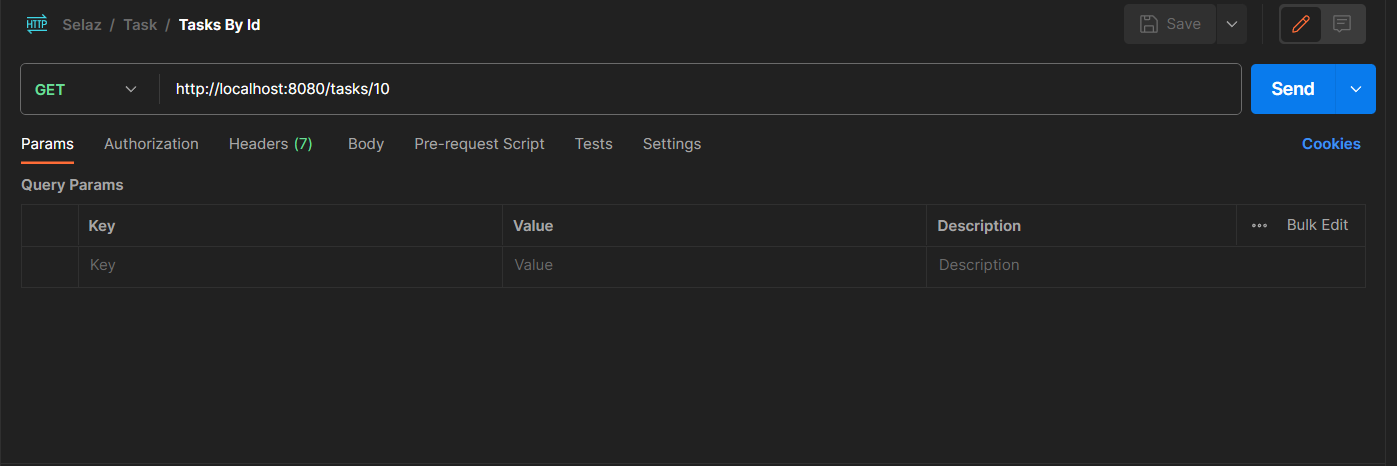 HTTP Selaz / Task / Tasks By Id Save
GET http://localhost:8080/tasks/10 Send
Params Authorization Headers (7) Body Pre-request Script Tests Settings Cookies
Query Params
Key Value Description Bulk Edit
Key Value Description